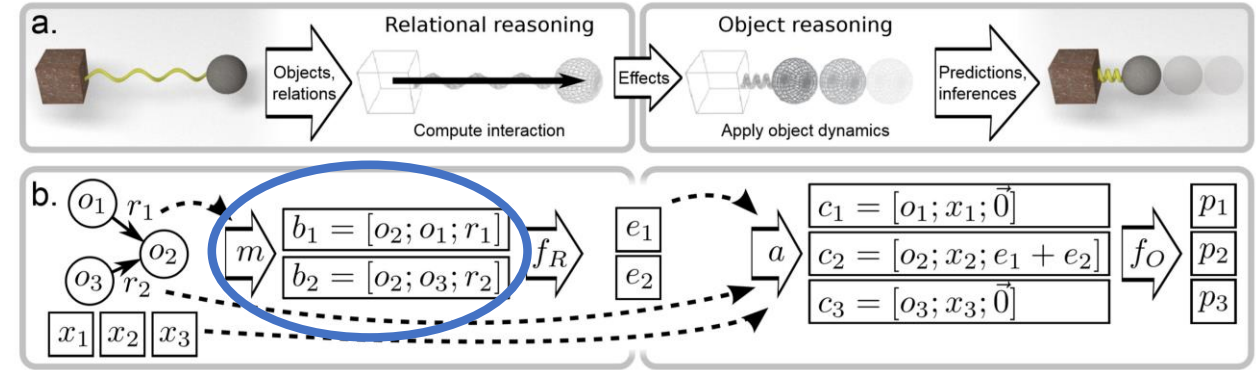 a.
Relational reasoning
Object reasoning
Objects,
relations
Effects
Predictions,
inferences
Compute interaction
Apply object dynamics
b.
o₁
r₁
o₂
o₃
r₂
x₁ x₂ x₃
m
b₁ = [o₂; o₁; r₁]
b₂ = [o₂; o₃; r₂]
f_R
e₁
e₂
a
c₁ = [o₁; x₁; 0⃗]
c₂ = [o₂; x₂; e₁ + e₂]
c₃ = [o₃; x₃; 0⃗]
f_O
p₁
p₂
p₃